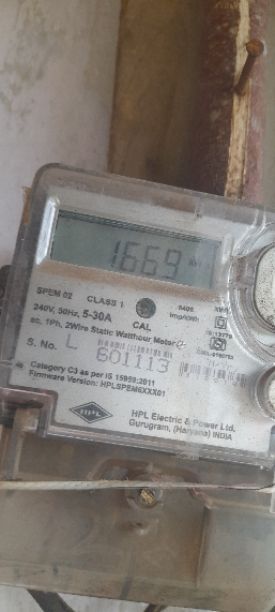 1669
SPEM 02 CLASS 1
240V, 50Hz, 5-30A
CAL
ac, 1Ph, 2Wire Static Watthour Meter
S. No. L 601113
Category C3 as per IS 15959:2011
Firmware Version: HPLSPEM6XXX01
HPL
HPL Electric & Power Ltd.
Gurugram, (Haryana) INDIA